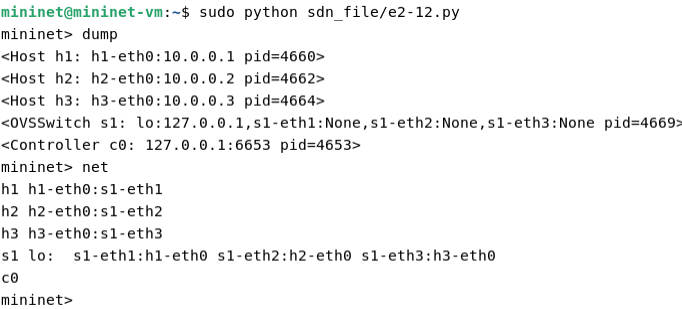 mininet@mininet-vm:~$ sudo python sdn_file/e2-12.py
mininet> dump
<Host h1: h1-eth0:10.0.0.1 pid=4660>
<Host h2: h2-eth0:10.0.0.2 pid=4662>
<Host h3: h3-eth0:10.0.0.3 pid=4664>
<OVSSwitch s1: lo:127.0.0.1,s1-eth1:None,s1-eth2:None,s1-eth3:None pid=4669>
<Controller c0: 127.0.0.1:6653 pid=4653>
mininet> net
h1 h1-eth0:s1-eth1
h2 h2-eth0:s1-eth2
h3 h3-eth0:s1-eth3
s1 lo:  s1-eth1:h1-eth0 s1-eth2:h2-eth0 s1-eth3:h3-eth0
c0
mininet>